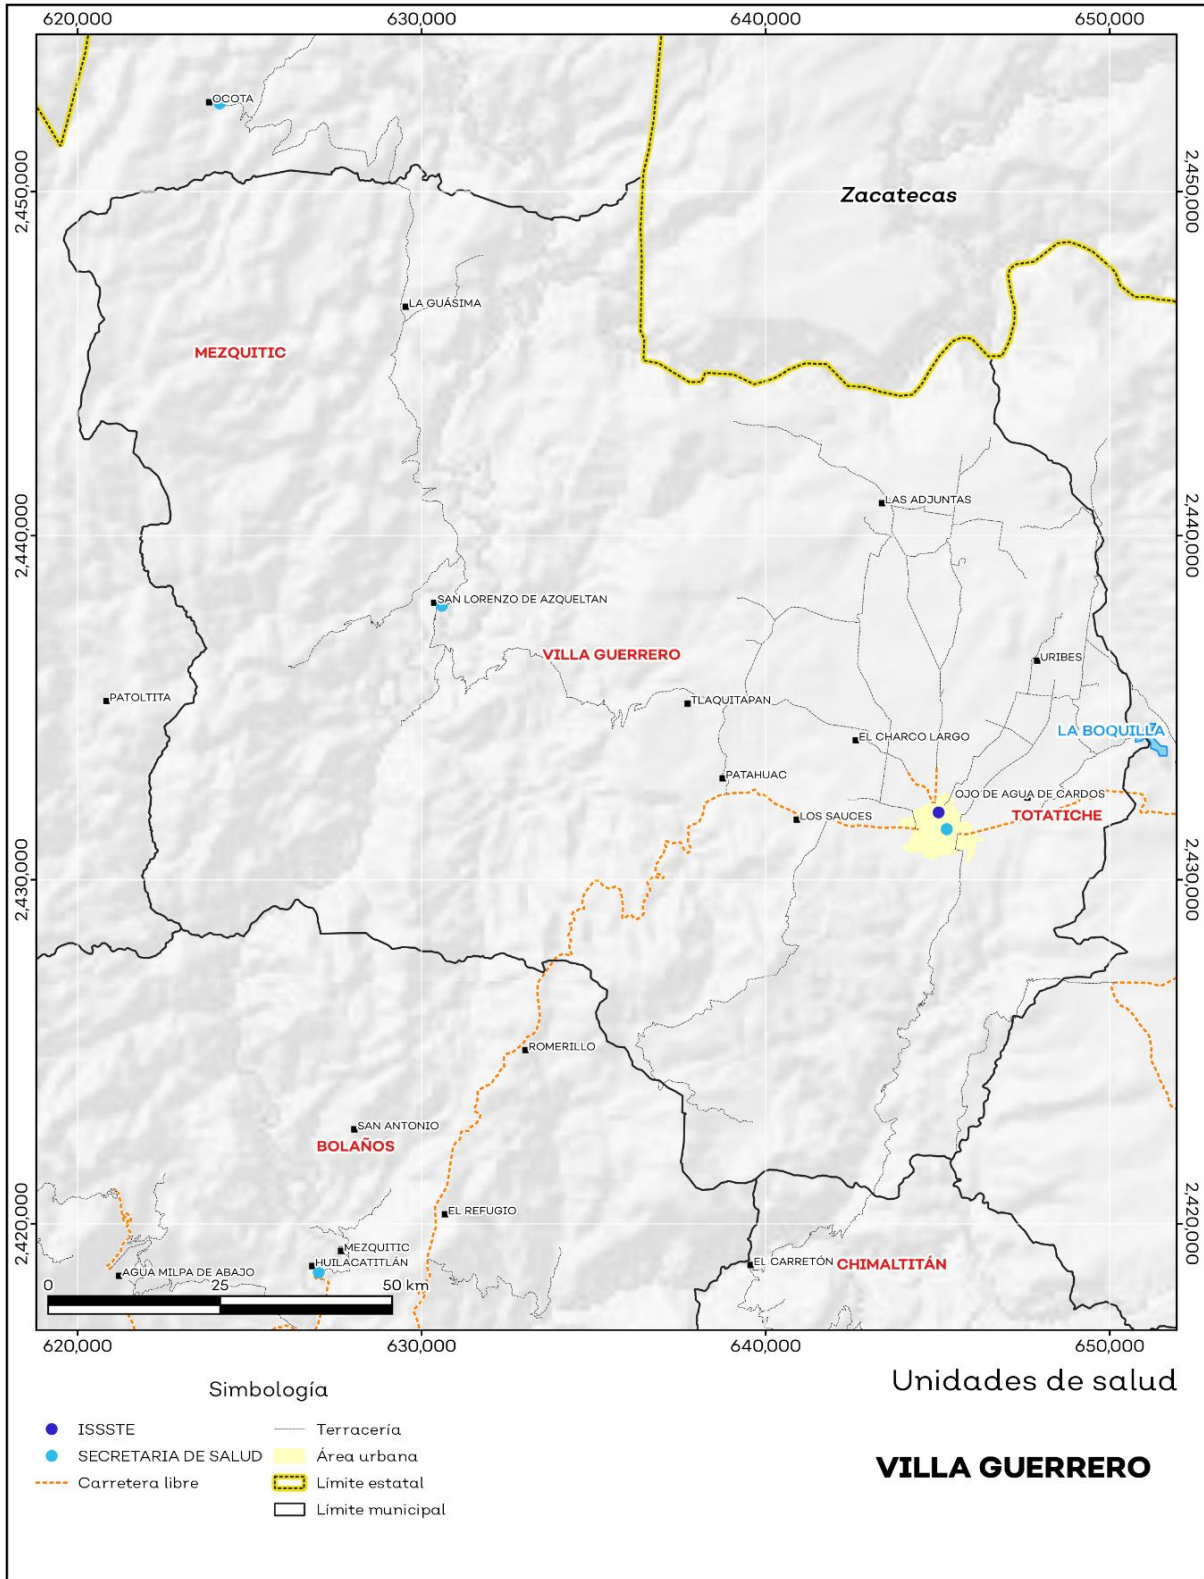 620,000
630,000
640,000
650,000
OCOTA
2,450,000
2,450,000
Zacatecas
LA GUÁSIMA
MEZQUITIC
LAS ADJUNTAS
2,440,000
2,440,000
SAN LORENZO DE AZQUELTAN
VILLA GUERRERO
URIBES
PATOLTITA
TLAQUITAPAN
LA BOQUILLA
EL CHARCO LARGO
PATAHUAC
OJO DE AGUA DE CARDOS
LOS SAUCES
TOTATICHE
2,430,000
2,430,000
ROMERILLO
SAN ANTONIO
BOLAÑOS
EL REFUGIO
2,420,000
2,420,000
MEZQUITIC
HUILACATITLÁN
EL CARRETÓN
CHIMALTITÁN
AGUA MILPA DE ABAJO
0
25
50 km
620,000
630,000
640,000
650,000
Simbología
Unidades de salud
ISSSTE
Terracería
SECRETARIA DE SALUD
Área urbana
Carretera libre
Límite estatal
Límite municipal
VILLA GUERRERO